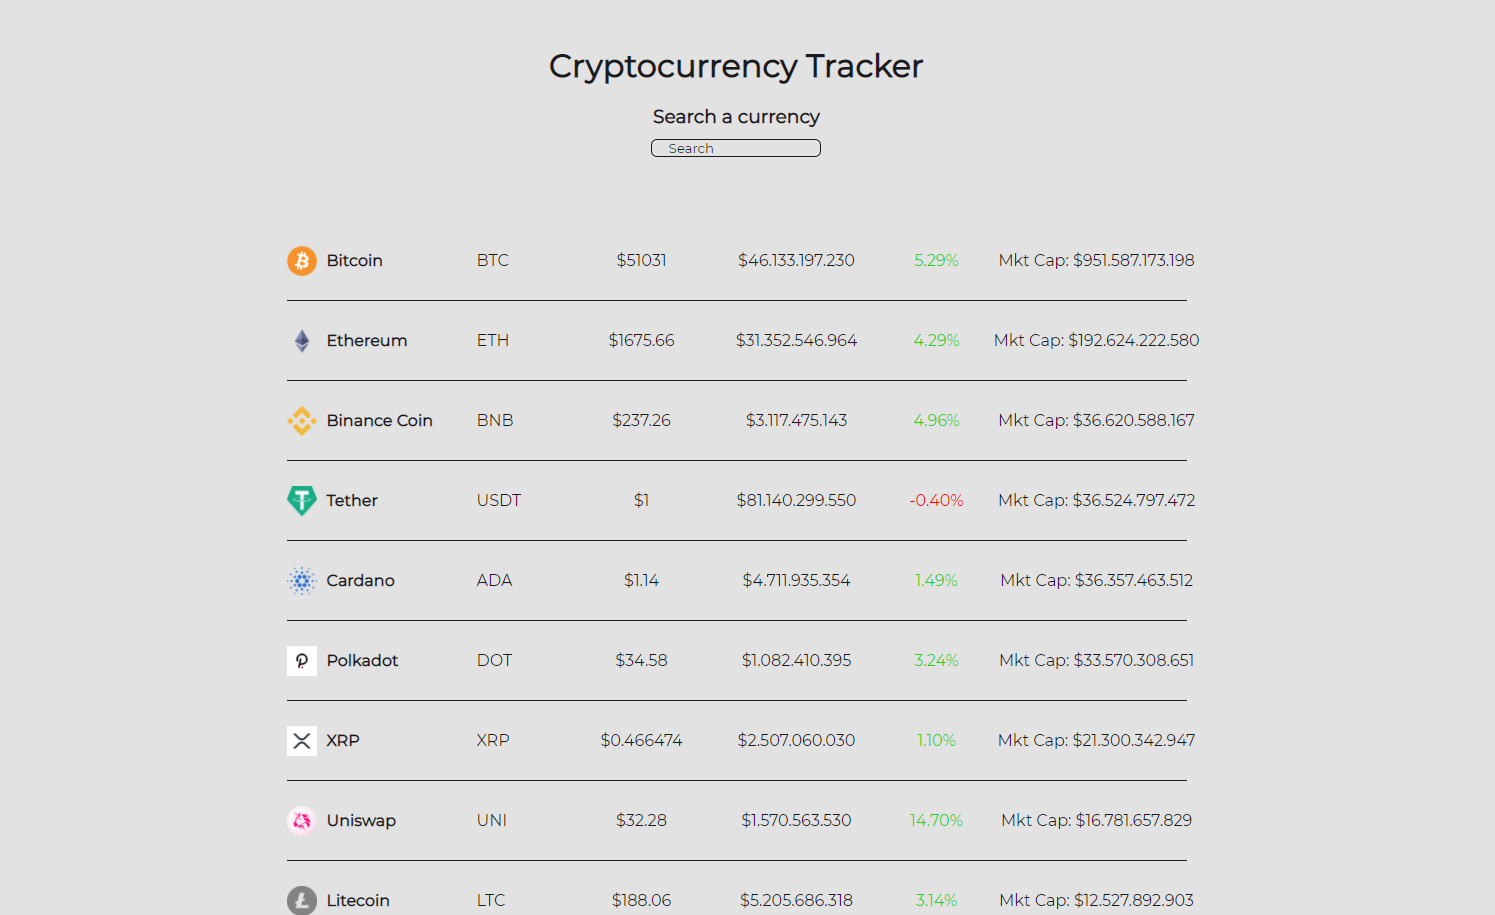 Cryptocurrency Tracker
Search a currency
Search
Bitcoin BTC $51031 $46.133.197.230 5.29% Mkt Cap: $951.587.173.198
Ethereum ETH $1675.66 $31.352.546.964 4.29% Mkt Cap: $192.624.222.580
Binance Coin BNB $237.26 $3.117.475.143 4.96% Mkt Cap: $36.620.588.167
Tether USDT $1 $81.140.299.550 -0.40% Mkt Cap: $36.524.797.472
Cardano ADA $1.14 $4.711.935.354 1.49% Mkt Cap: $36.357.463.512
Polkadot DOT $34.58 $1.082.410.395 3.24% Mkt Cap: $33.570.308.651
XRP XRP $0.466474 $2.507.060.030 1.10% Mkt Cap: $21.300.342.947
Uniswap UNI $32.28 $1.570.563.530 14.70% Mkt Cap: $16.781.657.829
Litecoin LTC $188.06 $5.205.686.318 3.14% Mkt Cap: $12.527.892.903